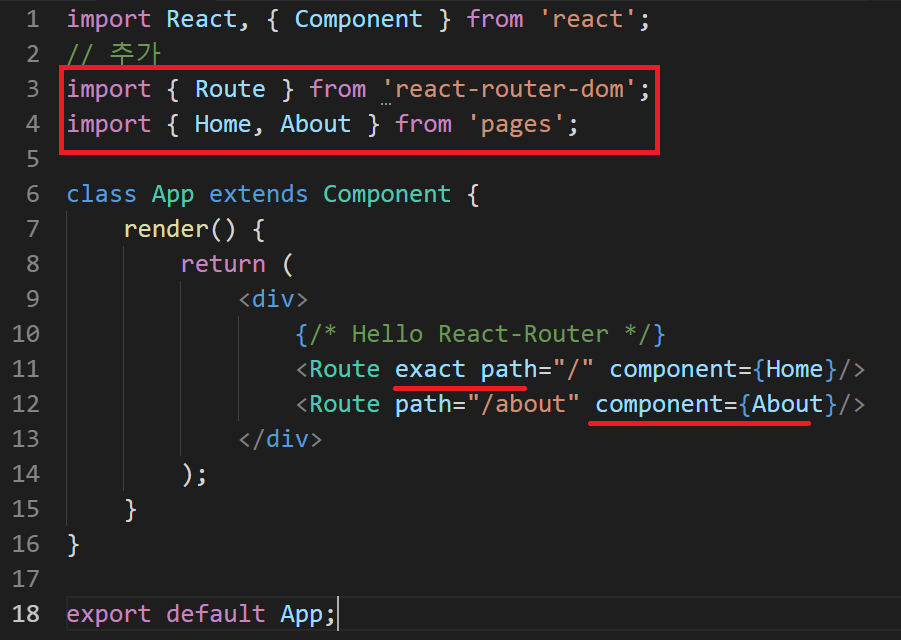 1 import React, { Component } from 'react';
2 // 추가
3 import { Route } from 'react-router-dom';
4 import { Home, About } from 'pages';
5
6 class App extends Component {
7 render() {
8 return (
9 <div>
10 {/* Hello React-Router */}
11 <Route exact path="/" component={Home}/>
12 <Route path="/about" component={About}/>
13 </div>
14 );
15 }
16 }
17
18 export default App;